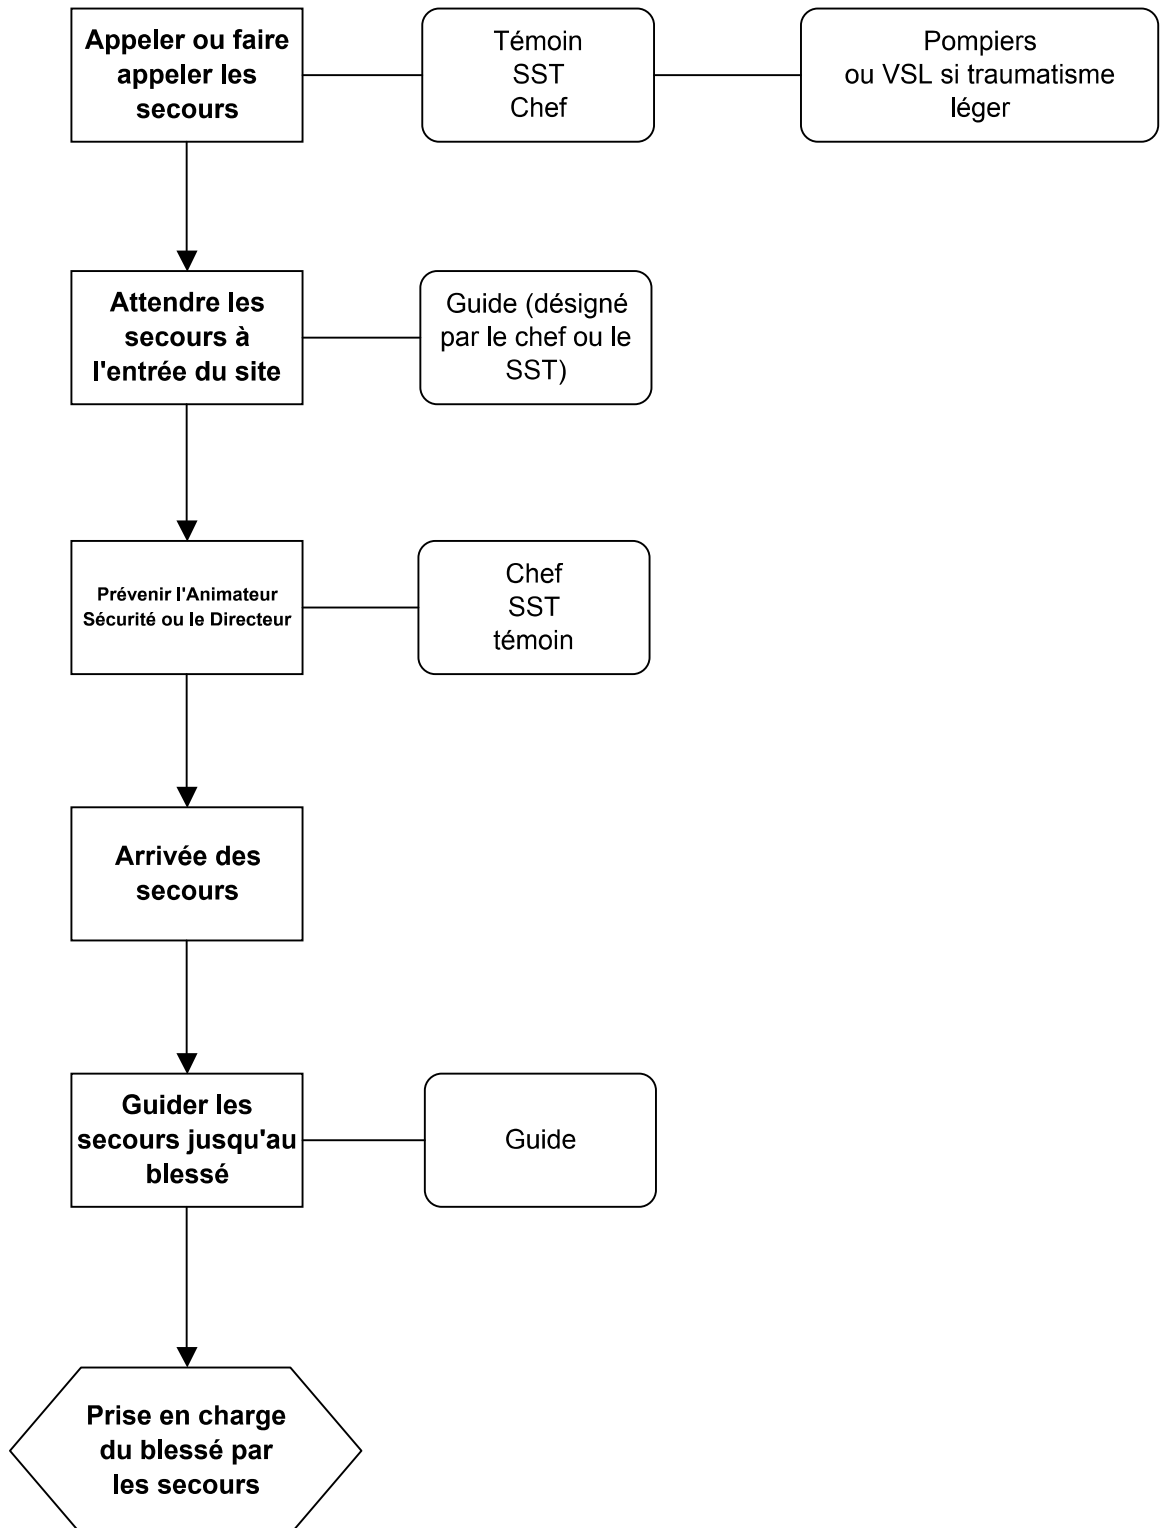 Appeler ou faire
appeler les
secours
Témoin
SST
Chef
Pompiers
ou VSL si traumatisme
léger
Attendre les
secours à
l'entrée du site
Guide (désigné
par le chef ou le
SST)
Prévenir l'Animateur
Sécurité ou le Directeur
Chef
SST
témoin
Arrivée des
secours
Guider les
secours jusqu'au
blessé
Guide
Prise en charge
du blessé par
les secours